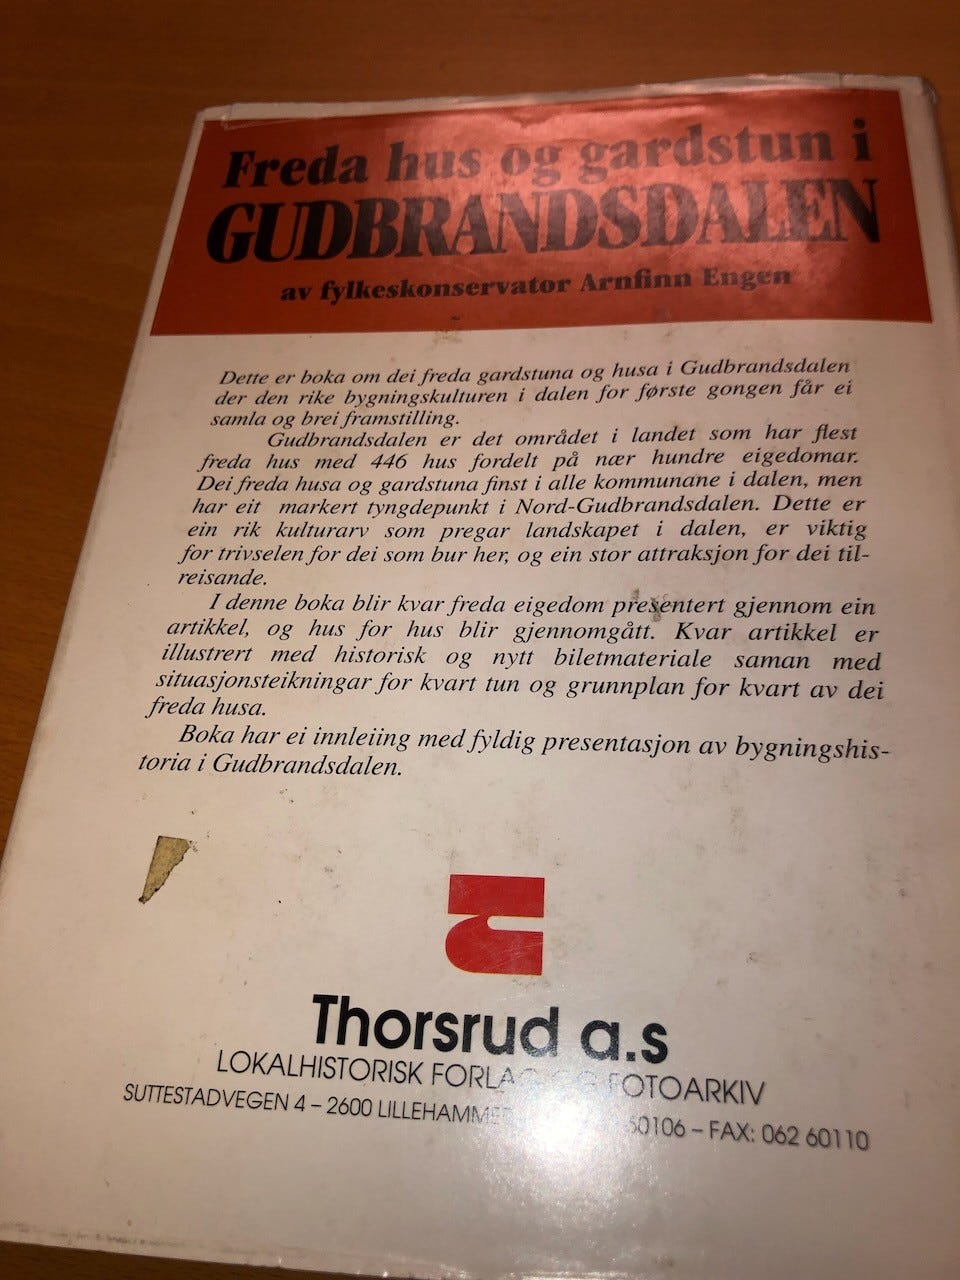 Freda hus og gardstun i
GUDBRANDSDALEN
av fylkeskonservator Arnfinn Engen
Dette er boka om dei freda gardstuna og husa i Gudbrandsdalen
der den rike bygningskulturen i dalen for første gongen får ei
samla og brei framstilling.
Gudbrandsdalen er det området i landet som har flest
freda hus med 446 hus fordelt på nær hundre eigedomar.
Dei freda husa og gardstuna finst i alle kommunane i dalen, men
har eit markert tyngdepunkt i Nord-Gudbrandsdalen. Dette er
ein rik kulturarv som pregar landskapet i dalen, er viktig
for trivselen for dei som bur her, og ein stor attraksjon for dei til-
reisande.
I denne boka blir kvar freda eigedom presentert gjennom ein
artikkel, og hus for hus blir gjennomgått. Kvar artikkel er
illustrert med historisk og nytt biletmateriale saman med
situasjonsteikningar for kvart tun og grunnplan for kvart av dei
freda husa.
Boka har ei innleiing med fyldig presentasjon av bygningshis-
toria i Gudbrandsdalen.
Thorsrud a.s
LOKALHISTORISK FORLAG OG FOTOARKIV
SUTTESTADVEGEN 4 – 2600 LILLEHAMMER 60106 – FAX: 062 60110